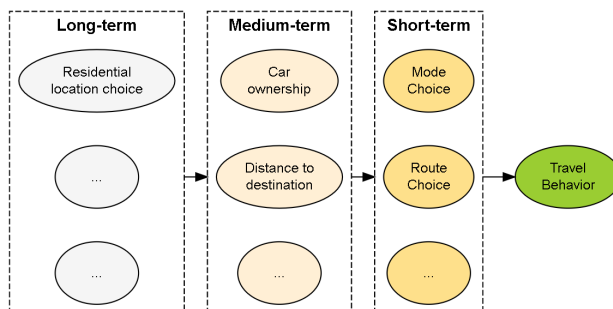 Long-term
Medium-term
Short-term
Residential
location choice
Car
ownership
Mode
Choice
...
Distance to
destination
Route
Choice
Travel
Behavior
...
...
...